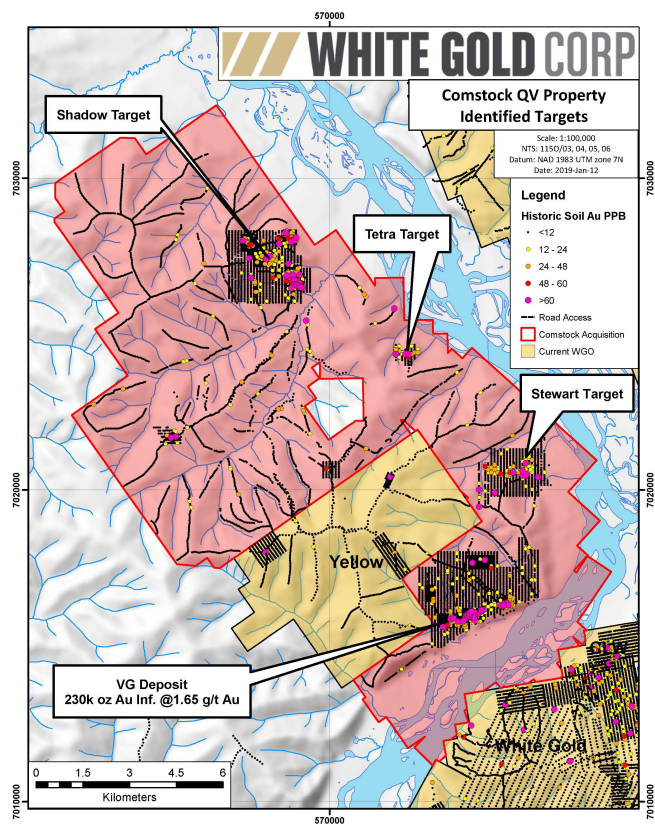 570000
WHITE GOLD CORP
Comstock QV Property
Identified Targets
Scale: 1:100,000
NTS: 115O/03, 04, 05, 06
Datum: NAD 1983 UTM zone 7N
Date: 2019-Jan-12
Shadow Target
7030000
7030000
Legend
Historic Soil Au PPB
<12
12 - 24
24 - 48
48 - 60
>60
Road Access
Comstock Acquisition
Current WGO
Tetra Target
Stewart Target
7020000
7020000
Yellow
VG Deposit
230k oz Au Inf. @1.65 g/t Au
White Gold
0 1.5 3 4.5 6
Kilometers
7010000
7010000
570000